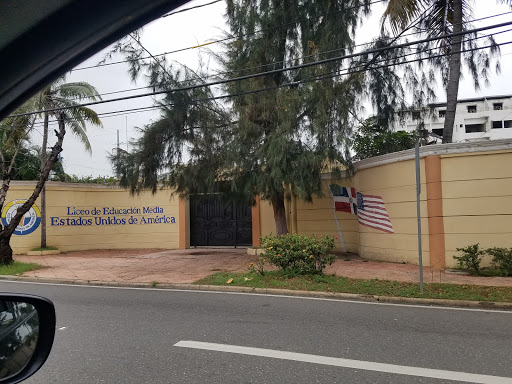 Liceo de Educación Media
Estados Unidos de América